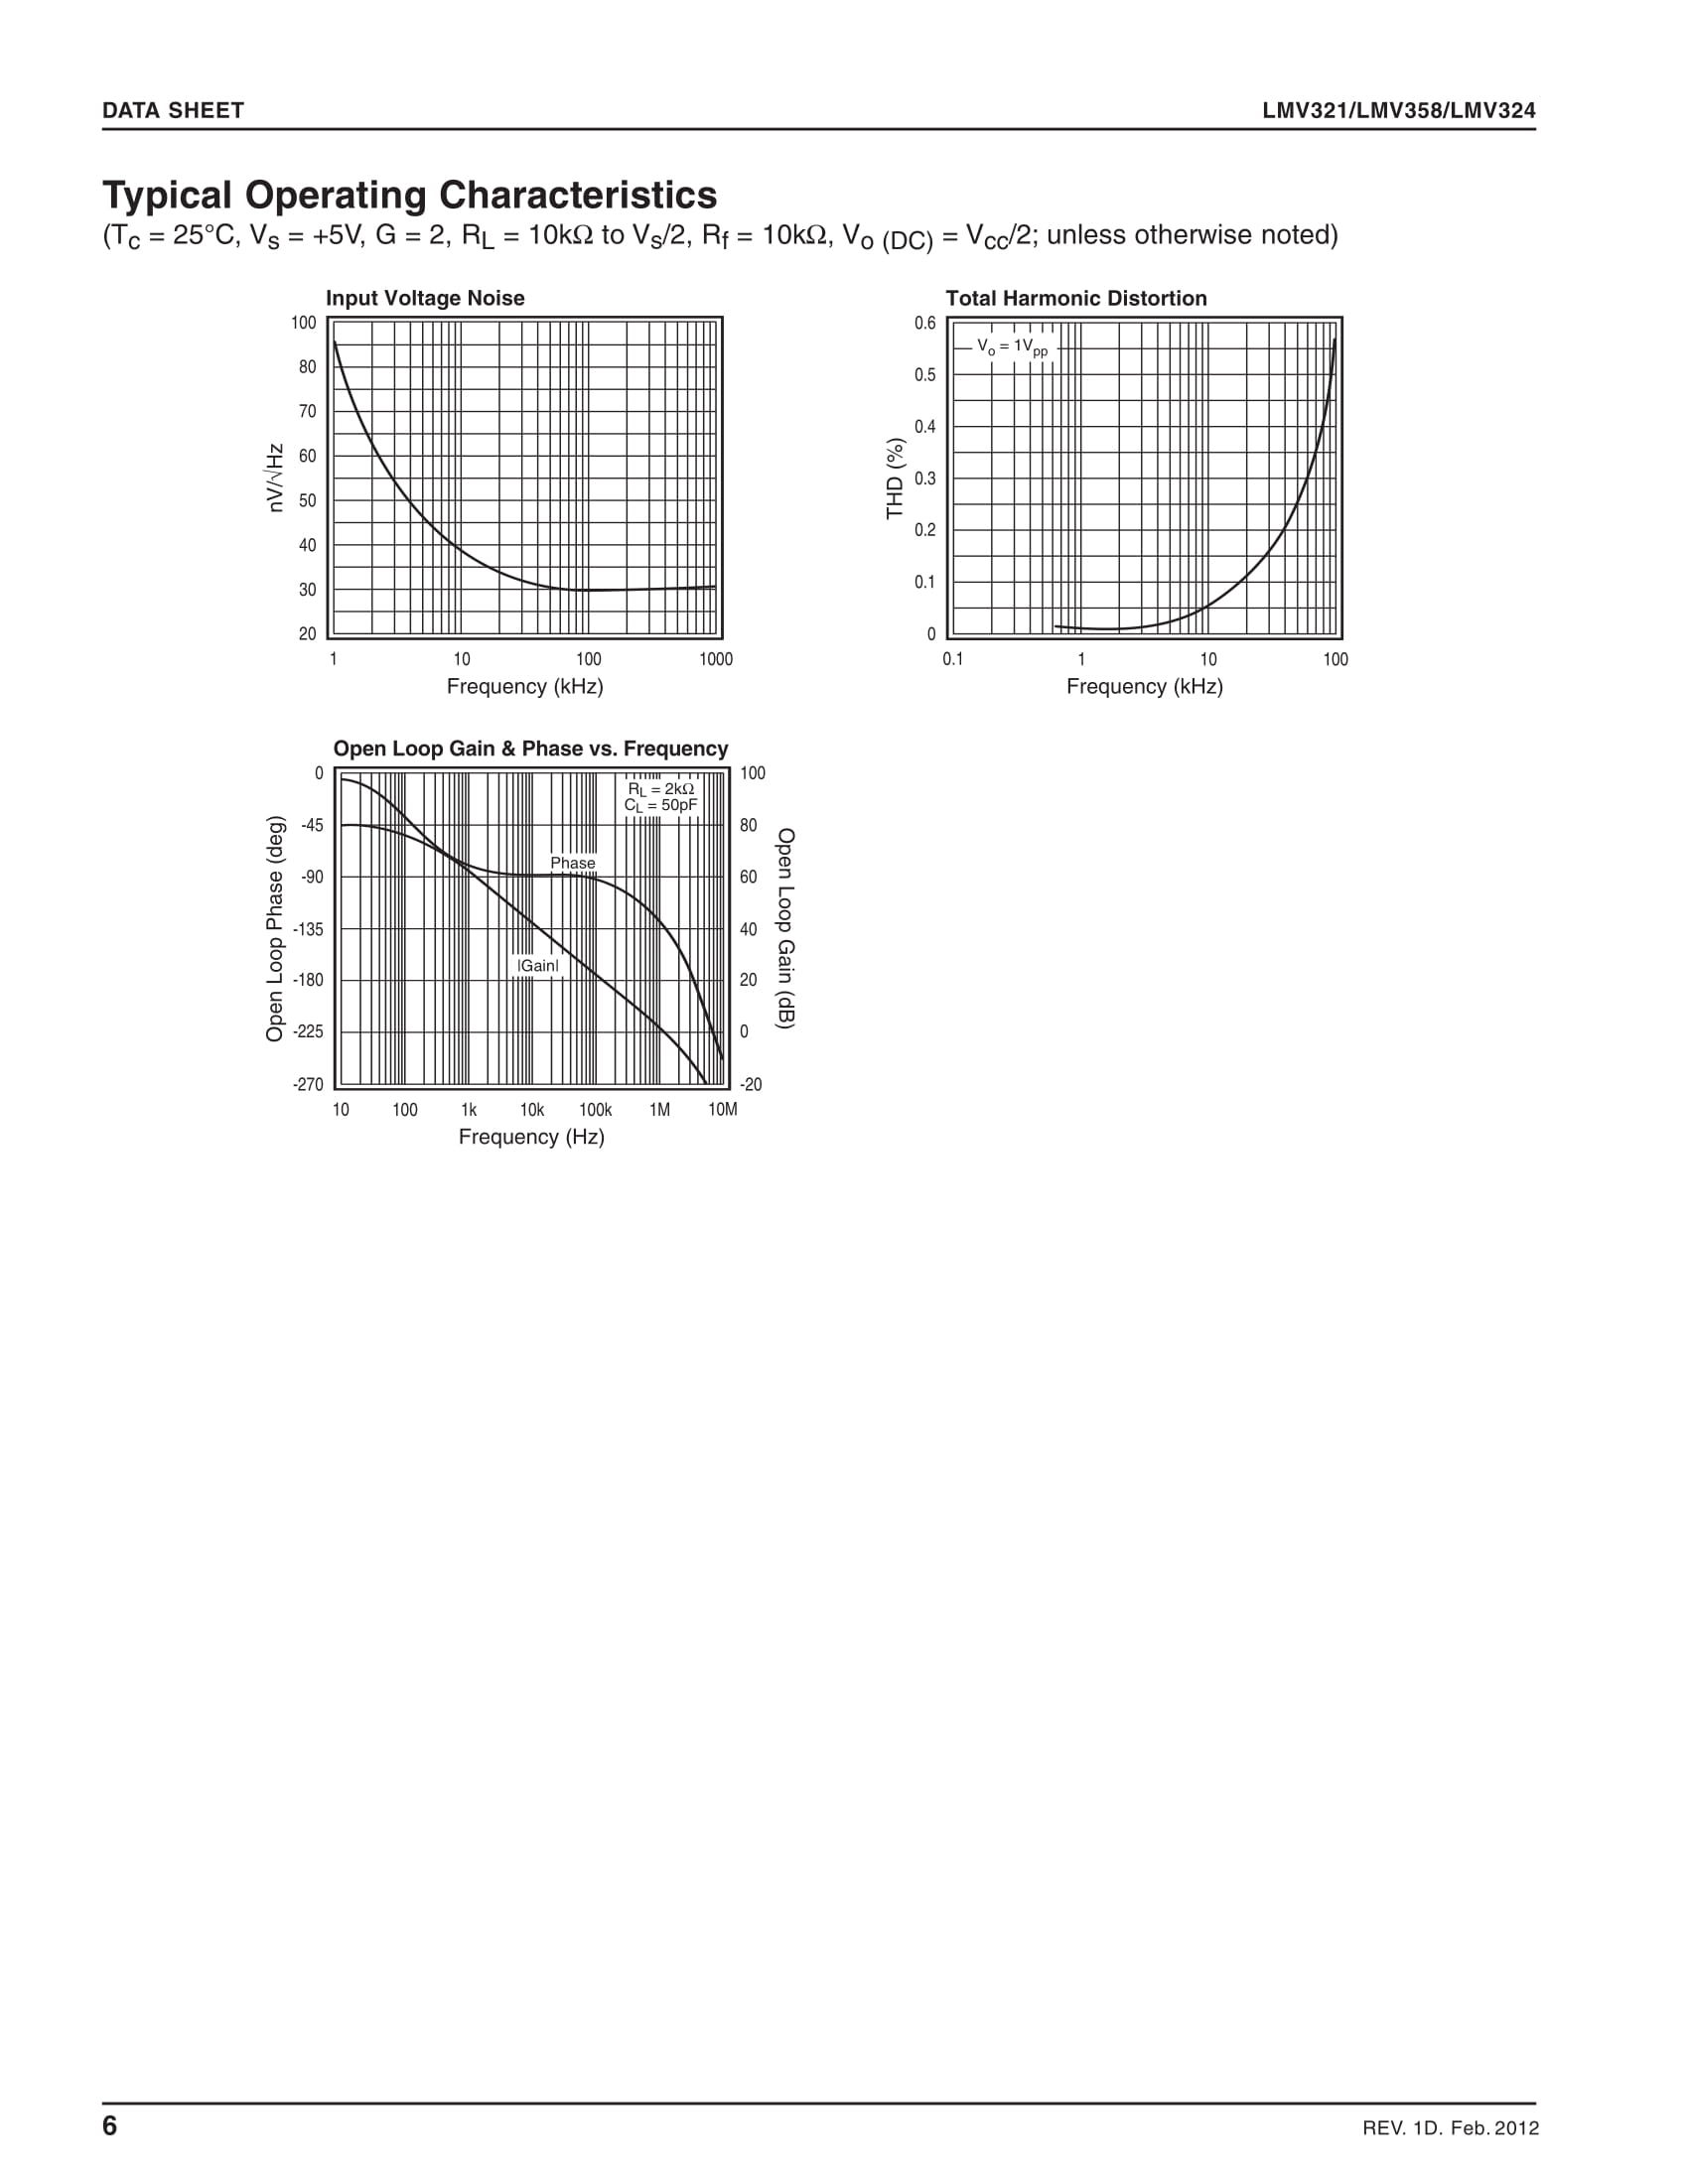 DATA SHEET
LMV321/LMV358/LMV324
Typical Operating Characteristics
(Tc = 25°C, Vs = +5V, G = 2, RL = 10kΩ to Vs/2, Rf = 10kΩ, Vo (DC) = Vcc/2; unless otherwise noted)
Input Voltage Noise
100
80
70
60
50
40
30
20
nV/√Hz
1 10 100 1000
Frequency (kHz)
Total Harmonic Distortion
Vo = 1Vpp
0.6
0.5
0.4
0.3
0.2
0.1
0
THD (%)
0.1 1 10 100
Frequency (kHz)
Open Loop Gain & Phase vs. Frequency
RL = 2kΩ
CL = 50pF
Phase
|Gain|
0
-45
-90
-135
-180
-225
-270
Open Loop Phase (deg)
100
80
60
40
20
0
-20
Open Loop Gain (dB)
10 100 1k 10k 100k 1M 10M
Frequency (Hz)
6
REV. 1D. Feb. 2012